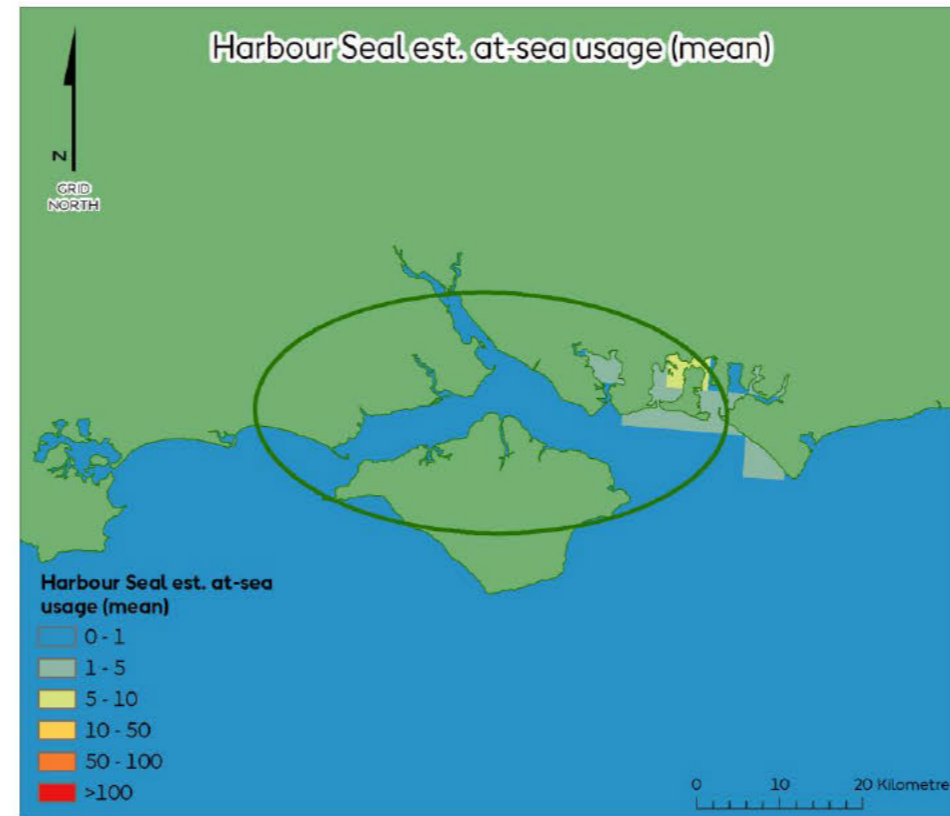 Harbour Seal est. at-sea usage (mean)
N
GRID
NORTH
Harbour Seal est. at-sea
usage (mean)
0 - 1
1 - 5
5 - 10
10 - 50
50 - 100
>100
0 10 20 Kilometre